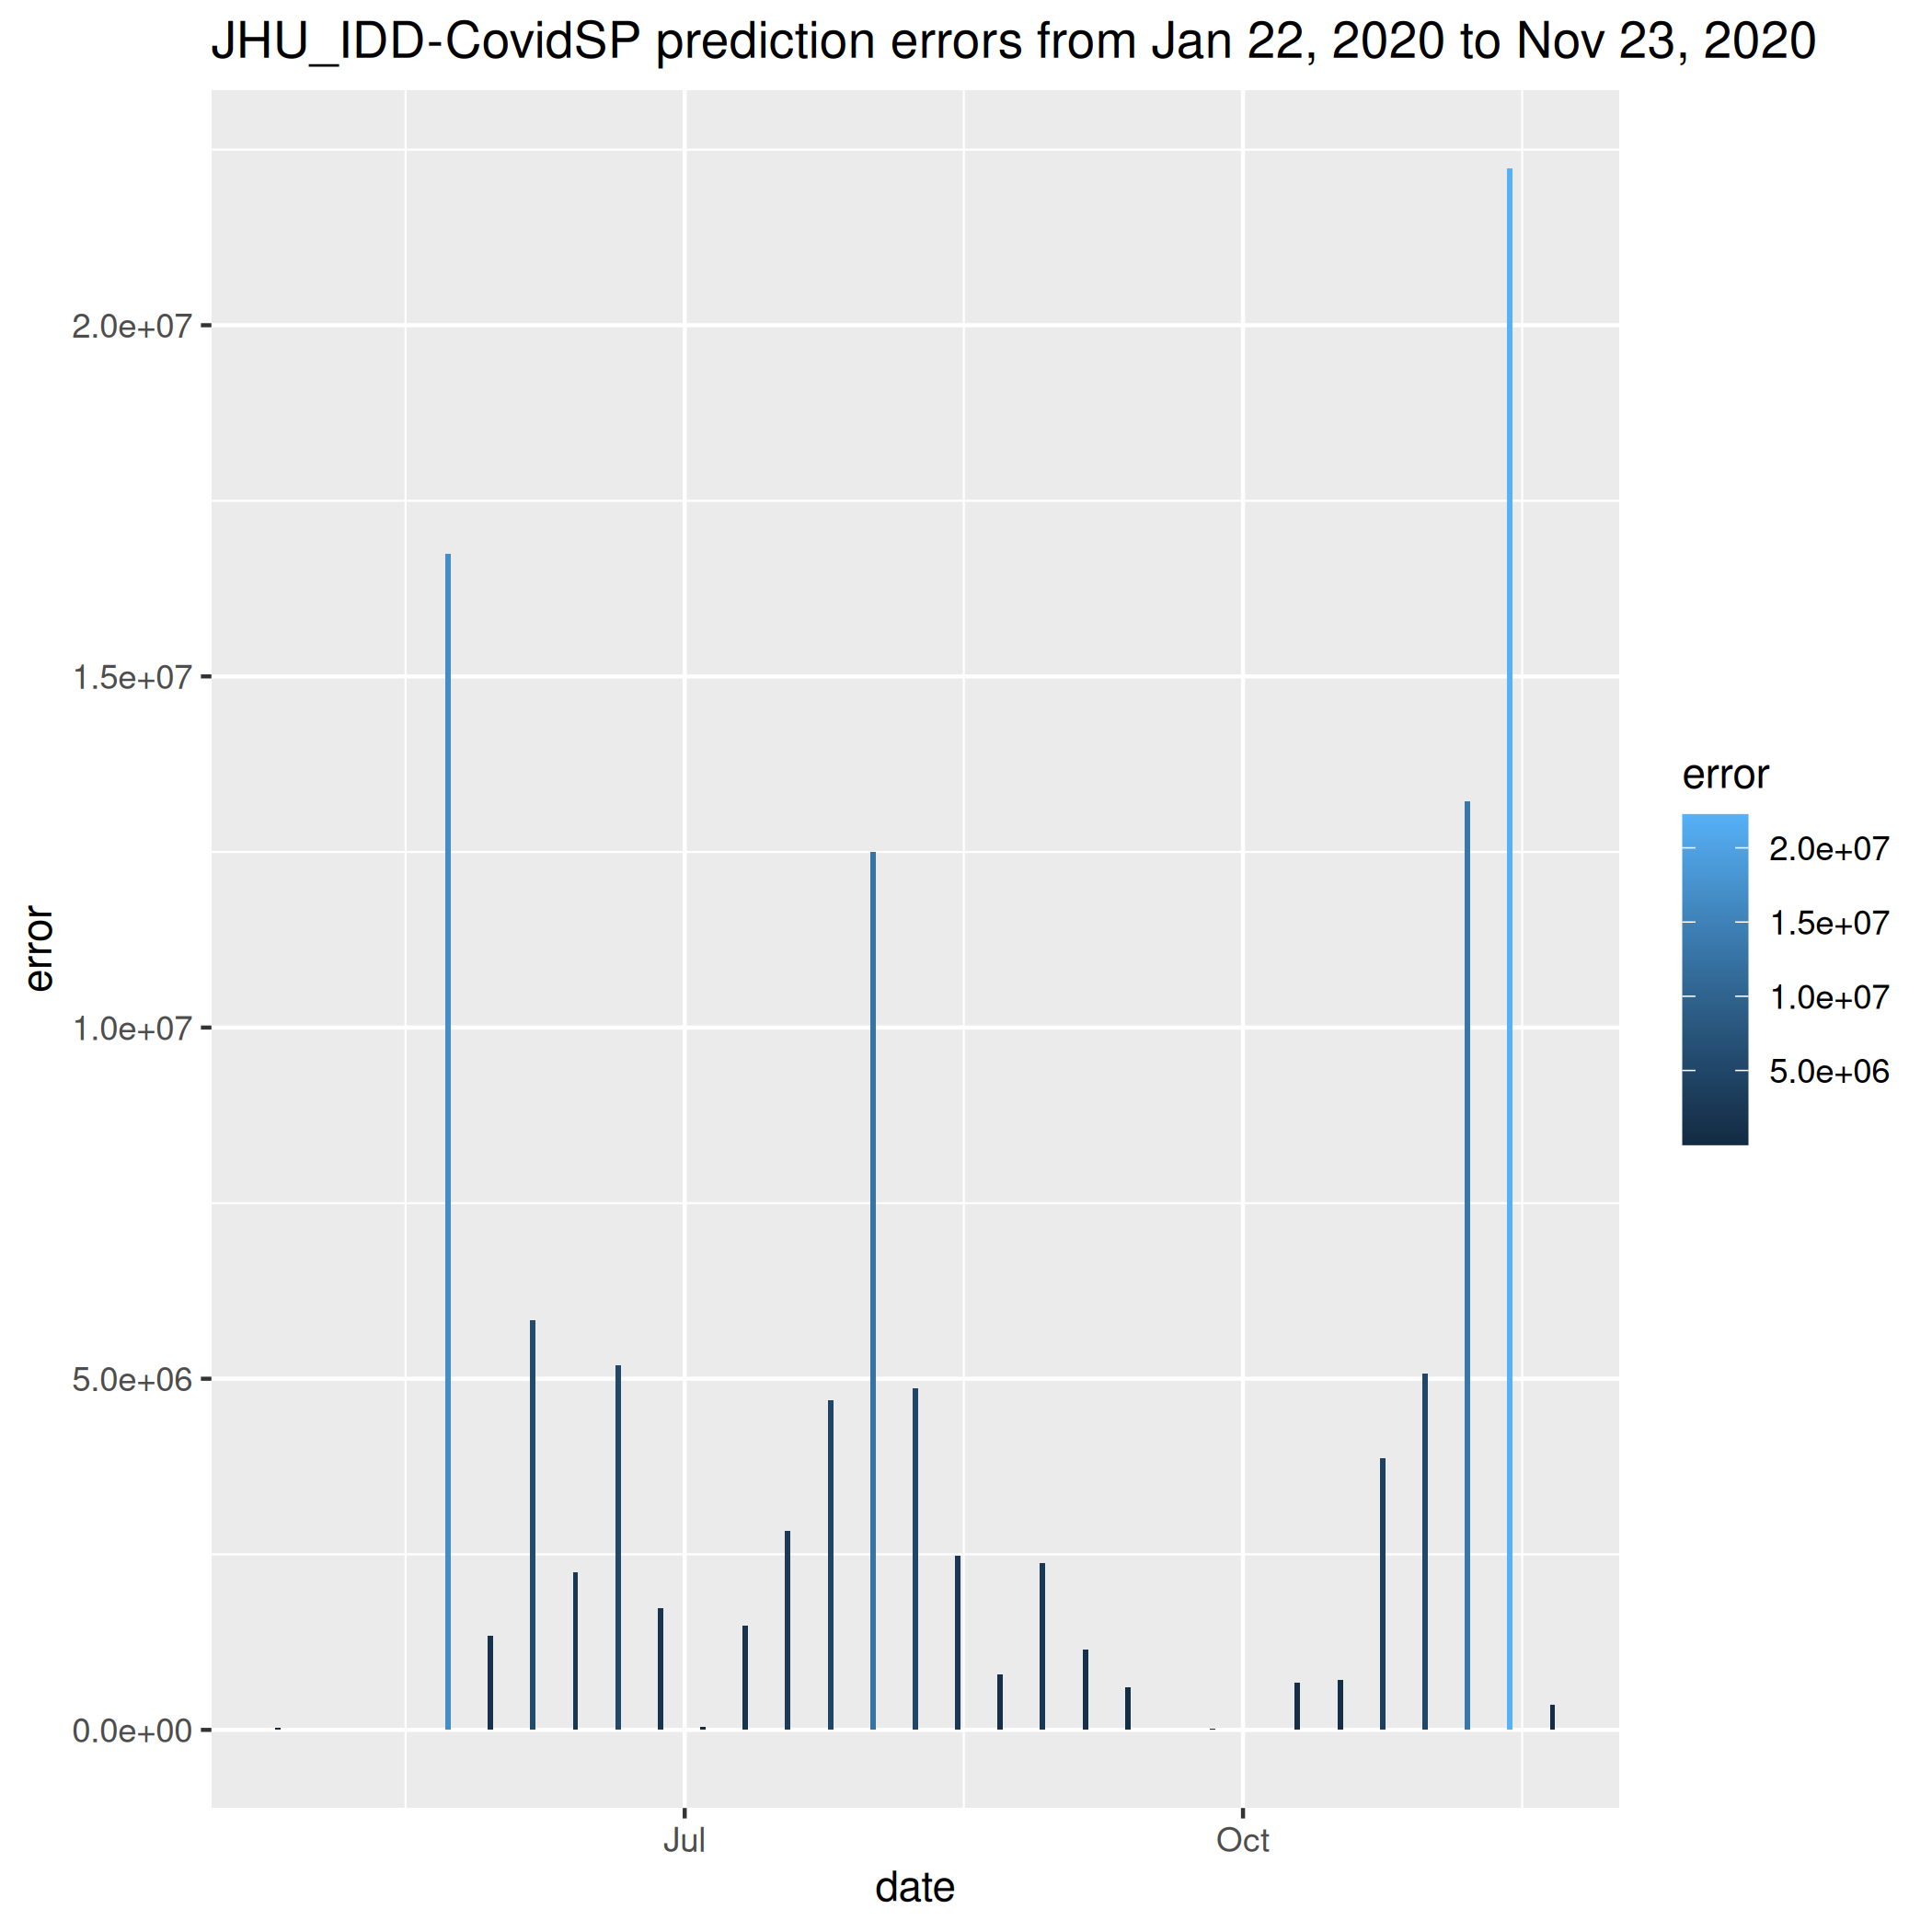 JHU_IDD-CovidSP prediction errors from Jan 22, 2020 to Nov 23, 2020
error
2.0e+07
1.5e+07
1.0e+07
5.0e+06
0.0e+00
Jul
Oct
date
error
2.0e+07
1.5e+07
1.0e+07
5.0e+06